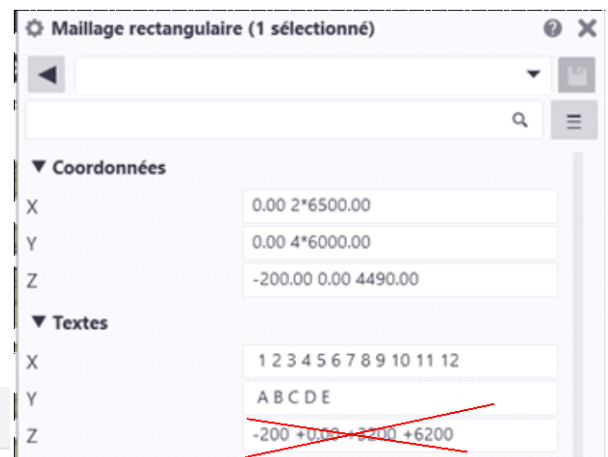 Maillage rectangulaire (1 sélectionné)
▼ Coordonnées
X 0.00 2*6500.00
Y 0.00 4*6000.00
Z -200.00 0.00 4490.00
▼ Textes
X 1 2 3 4 5 6 7 8 9 10 11 12
Y A B C D E
Z -200 +0.00 +3200 +6200